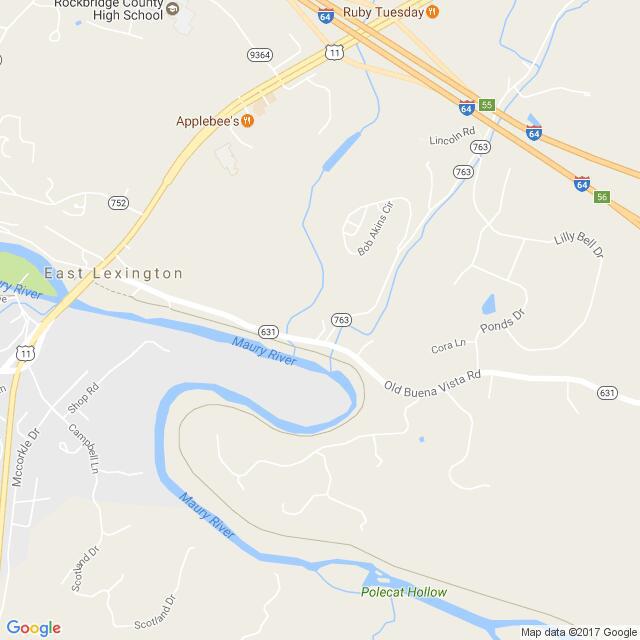 Rockbridge County
High School
64
Ruby Tuesday
11
9364
64
55
Applebee's
64
Lincoln Rd
763
763
64
752
56
Bob Akins Cir
Lilly Bell Dr
East Lexington
Maury River
763
631
Ponds Dr
Cora Ln
Maury River
11
Old Buena Vista Rd
631
Shop Rd
Mccorkle Dr
Campbell Ln
Maury River
Scotland Dr
Polecat Hollow
Scotland Dr
Google
Map data ©2017 Google